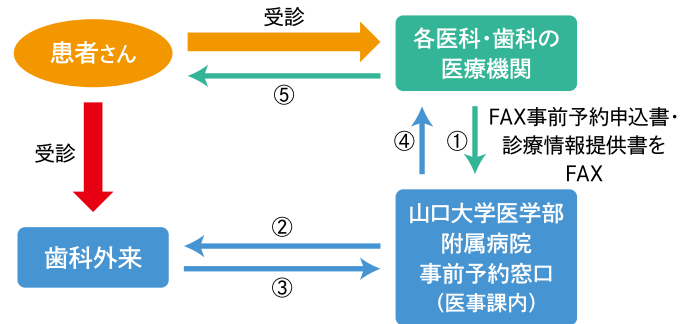 受診
患者さん
各医科・歯科の
医療機関
⑤
受診
④
①
FAX事前予約申込書・
診療情報提供書を
FAX
歯科外来
②
③
山口大学医学部
附属病院
事前予約窓口
（医事課内）